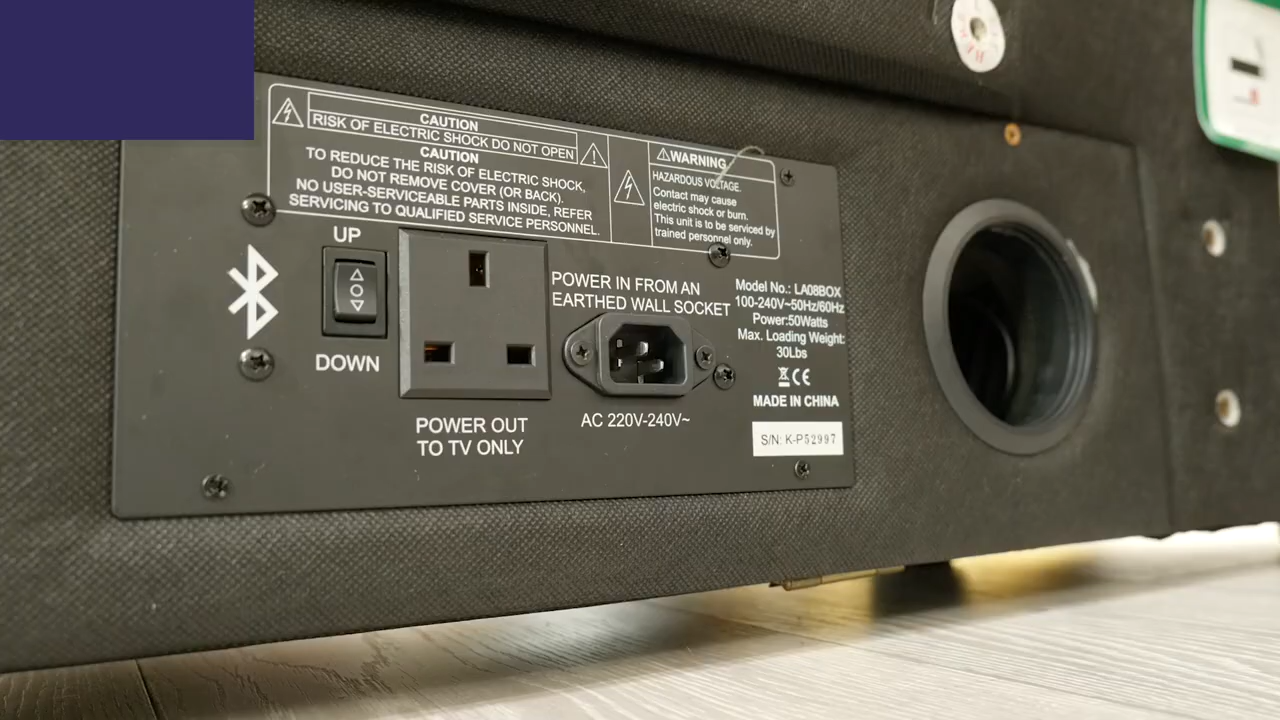 CAUTION
RISK OF ELECTRIC SHOCK DO NOT OPEN
CAUTION
TO REDUCE THE RISK OF ELECTRIC SHOCK,
DO NOT REMOVE COVER (OR BACK).
NO USER-SERVICEABLE PARTS INSIDE, REFER
SERVICING TO QUALIFIED SERVICE PERSONNEL.
WARNING
HAZARDOUS VOLTAGE.
Contact may cause
electric shock or burn.
This unit is to be serviced by
trained personnel only.
UP
DOWN
POWER OUT
TO TV ONLY
POWER IN FROM AN
EARTHED WALL SOCKET
AC 220V-240V~
Model No.: LA08BOX
100-240V~50Hz/60Hz
Power:50Watts
Max. Loading Weight:
30Lbs
CE
MADE IN CHINA
S/N: K-P52997